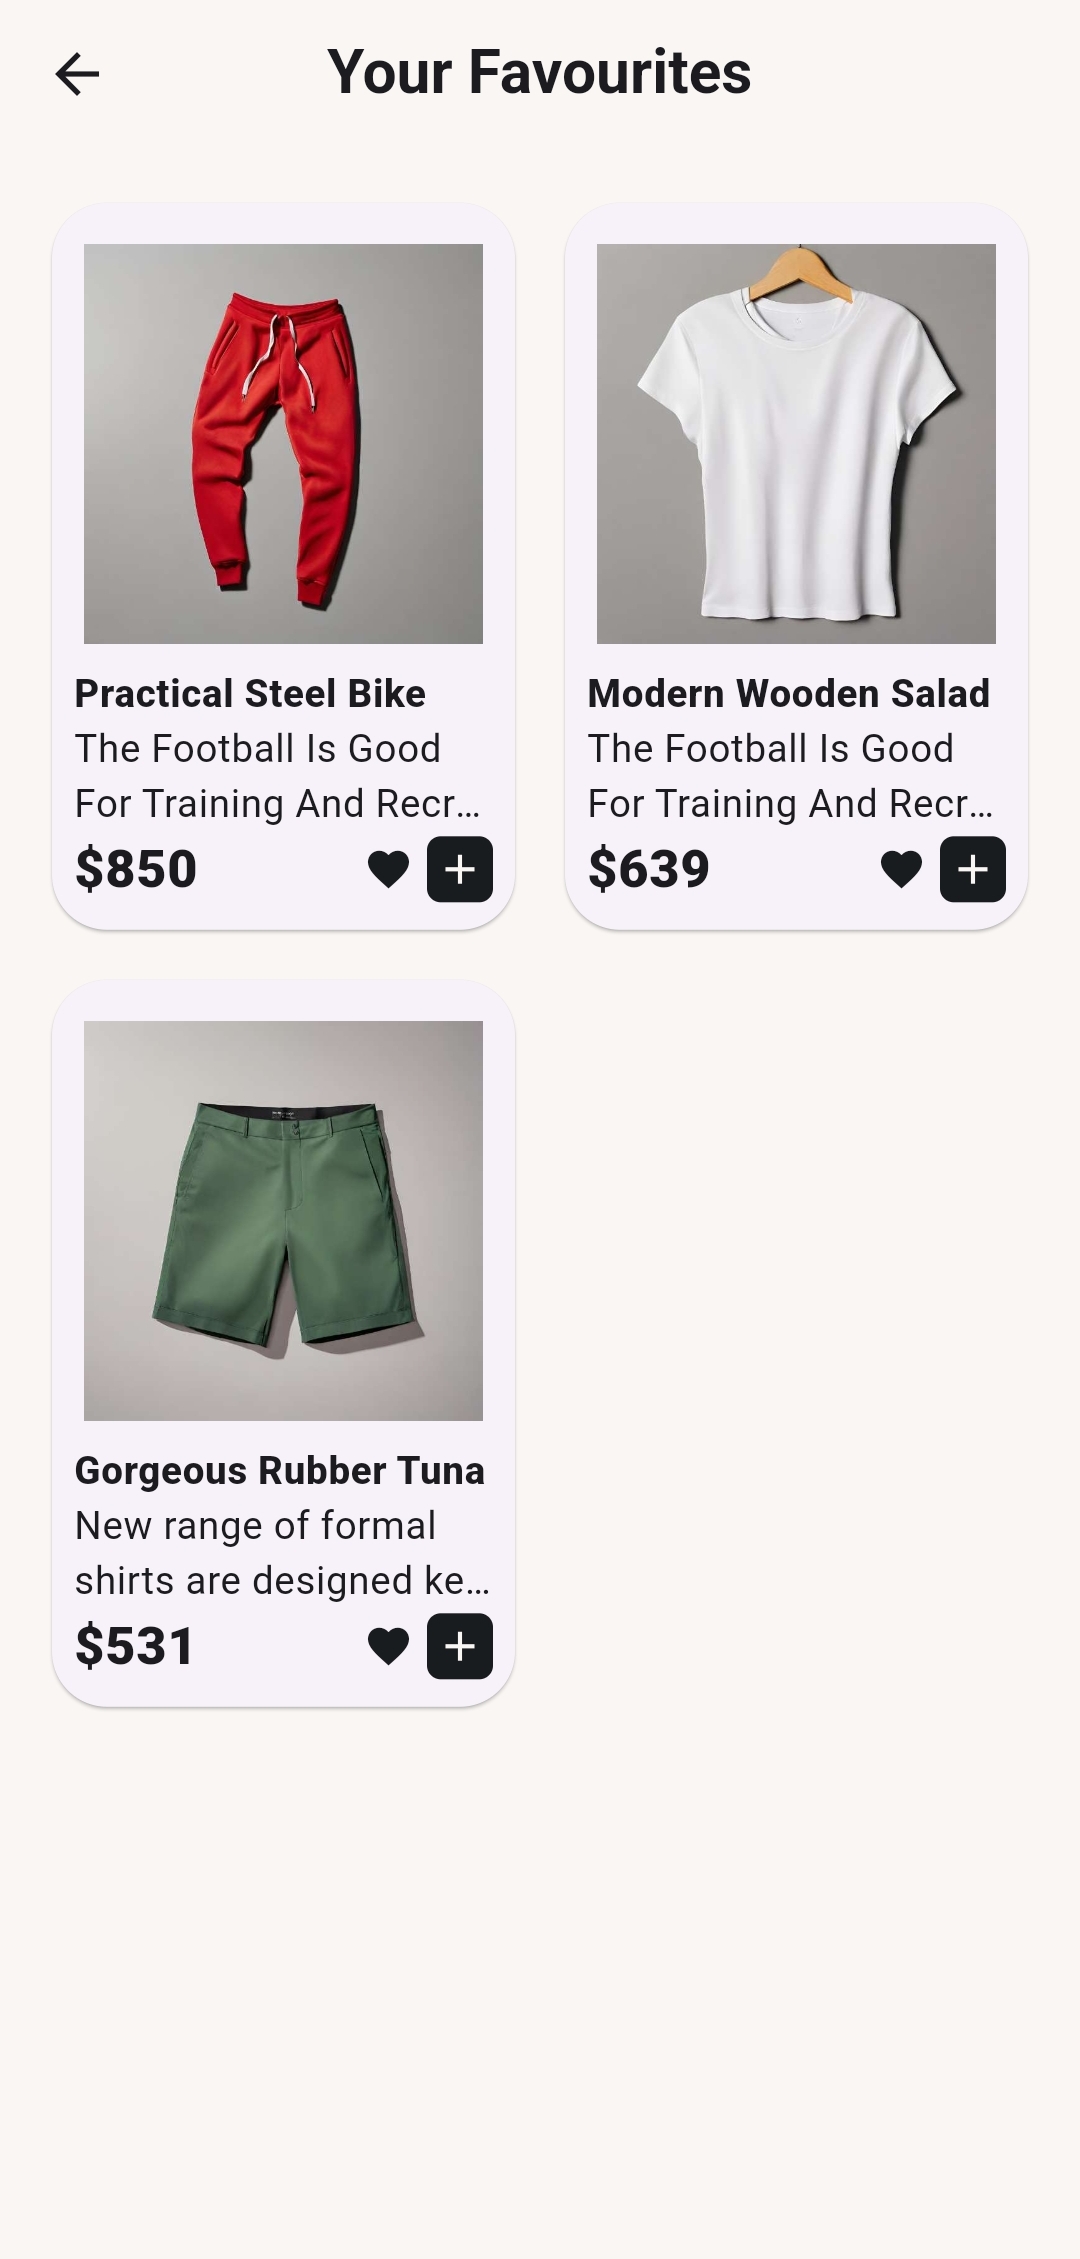 Your Favourites
Practical Steel Bike
The Football Is Good
For Training And Recr…
$850
Modern Wooden Salad
The Football Is Good
For Training And Recr…
$639
Gorgeous Rubber Tuna
New range of formal
shirts are designed ke…
$531